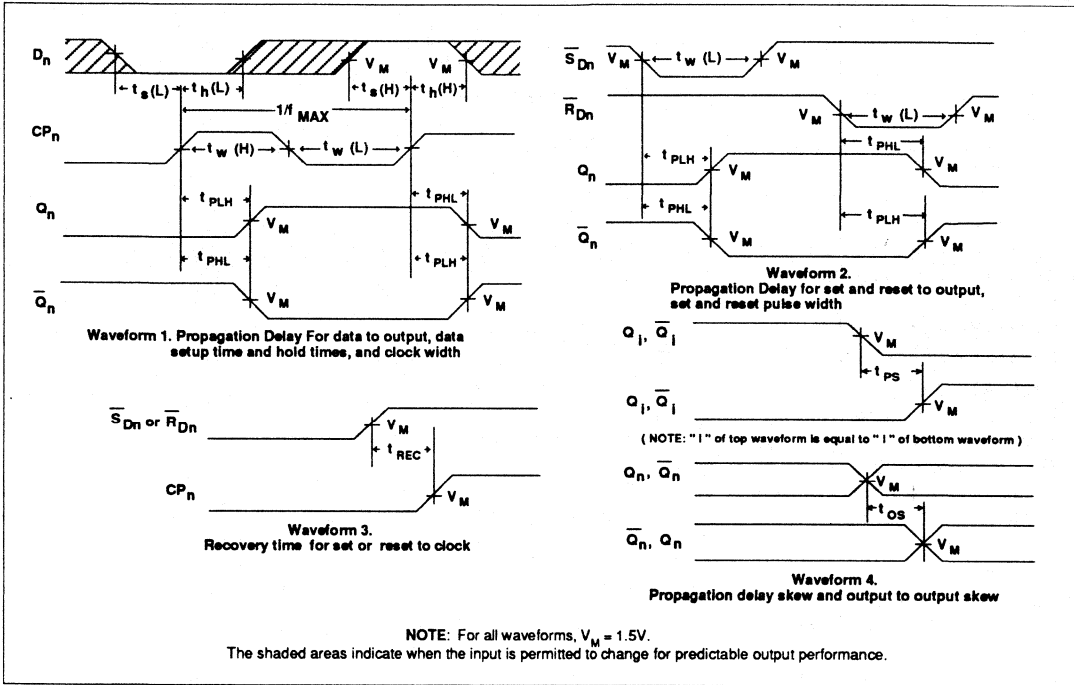 Dn
VM
VM
ts(L)
th(L)
ts(H)
th(H)
1/fMAX
CPn
tw (H)
tw (L)
tPLH
tPHL
Qn
VM
VM
tPHL
tPLH
Q̅n
VM
VM
Waveform 1. Propagation Delay For data to output, data
setup time and hold times, and clock width
S̅Dn
VM
tw (L)
VM
R̅Dn
VM
tw (L)
VM
tPLH
tPHL
Qn
VM
VM
tPHL
tPLH
Q̅n
VM
VM
Waveform 2.
Propagation Delay for set and reset to output,
set and reset pulse width
S̅Dn or R̅Dn
VM
tREC
CPn
VM
Waveform 3.
Recovery time for set or reset to clock
Qi, Q̅i
VM
tPS
Qi, Q̅i
VM
( NOTE: " i " of top waveform is equal to " i " of bottom waveform )
Qn, Q̅n
VM
tOS
Q̅n, Qn
VM
Waveform 4.
Propagation delay skew and output to output skew
NOTE: For all waveforms, VM = 1.5V.
The shaded areas indicate when the input is permitted to change for predictable output performance.